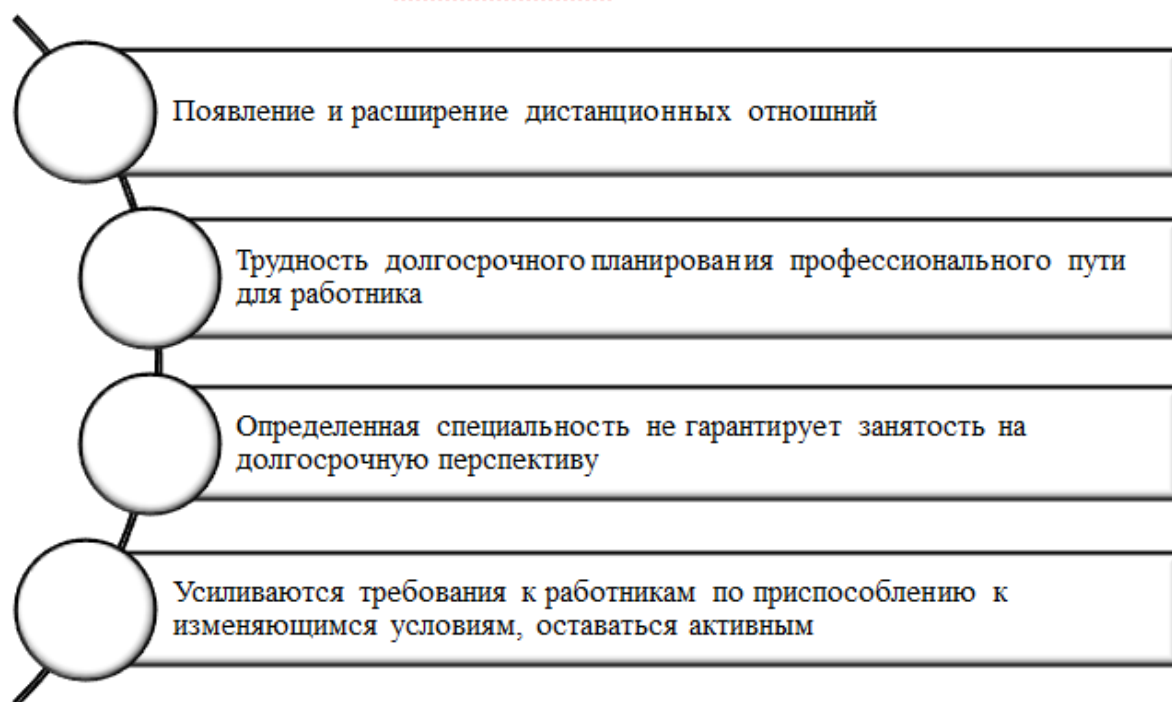 Появление и расширение дистанционных отношний
Трудность долгосрочного планирования профессионального пути
для работника
Определенная специальность не гарантирует занятость на
долгосрочную перспективу
Усиливаются требования к работникам по приспособлению к
изменяющимся условиям, оставаться активным